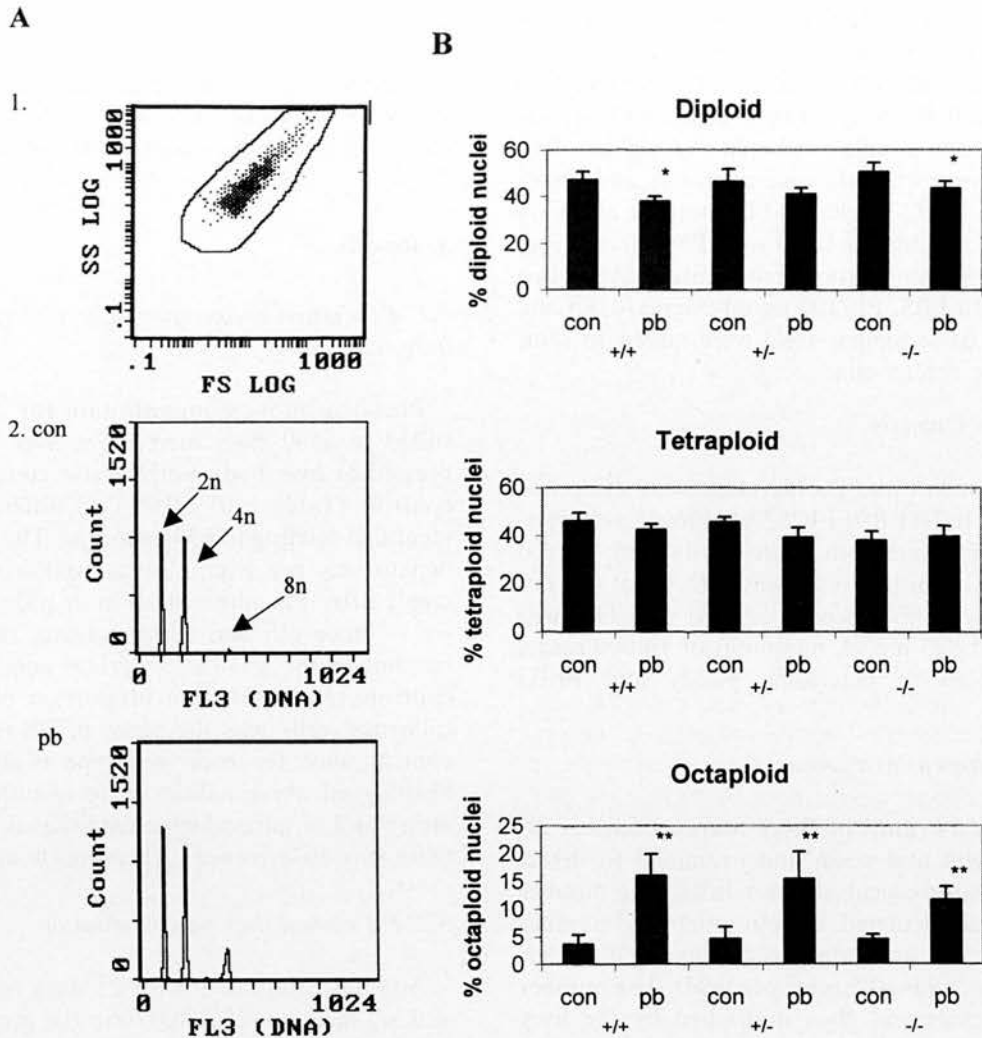 A
B
1.
SS LOG
.1
1000
.1
1000
FS LOG
2. con
Count
0
1520
2n
4n
8n
0
1024
FL3 (DNA)
pb
Count
0
1520
0
1024
FL3 (DNA)
Diploid
% diploid nuclei
60
40
20
0
*
*
con
pb
con
pb
con
pb
+/+
+/-
-/-
Tetraploid
% tetraploid nuclei
60
40
20
0
con
pb
con
pb
con
pb
+/+
+/-
-/-
Octaploid
% octaploid nuclei
25
20
15
10
5
0
**
**
**
con
pb
con
pb
con
pb
+/+
+/-
-/-